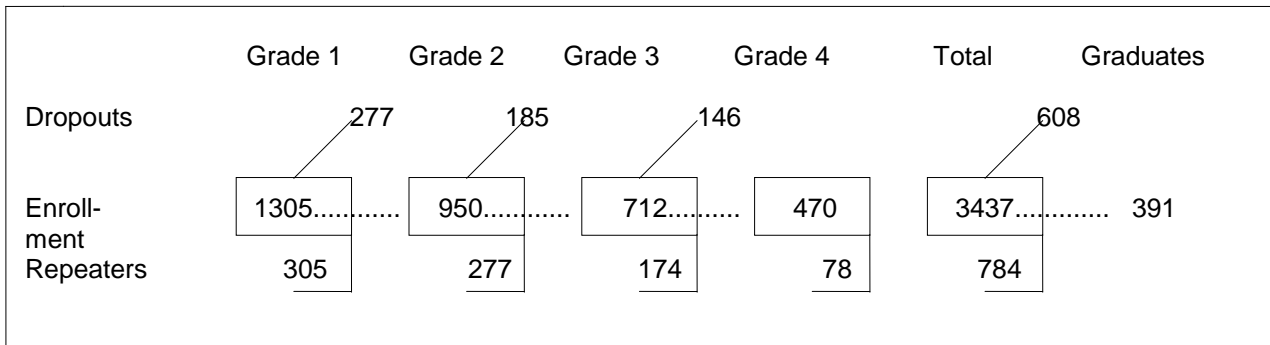 Grade 1 Grade 2 Grade 3 Grade 4 Total Graduates
Dropouts 277 185 146 608
Enroll- 1305............ 950............ 712.......... 470 3437............. 391
ment
Repeaters 305 277 174 78 784